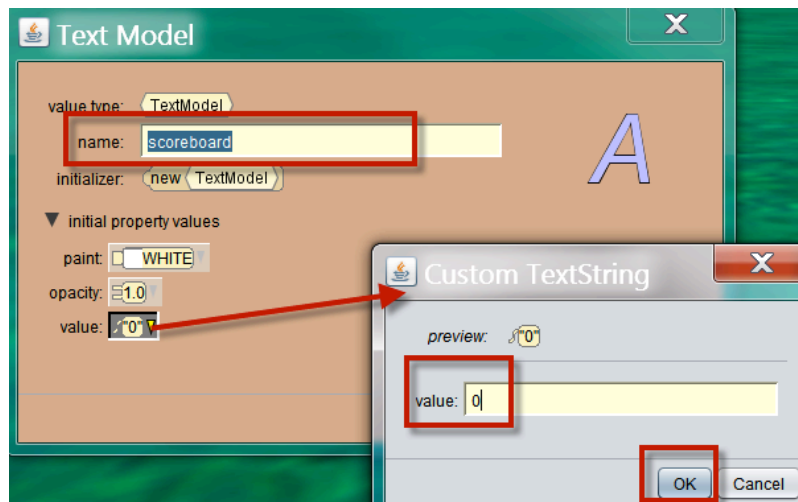 Text Model
X
value type: TextModel
name: scoreboard
A
initializer: new TextModel
initial property values
paint: WHITE
opacity: 1.0
value: "0"
Custom TextString
X
preview: "0"
value: 0
OK Cancel